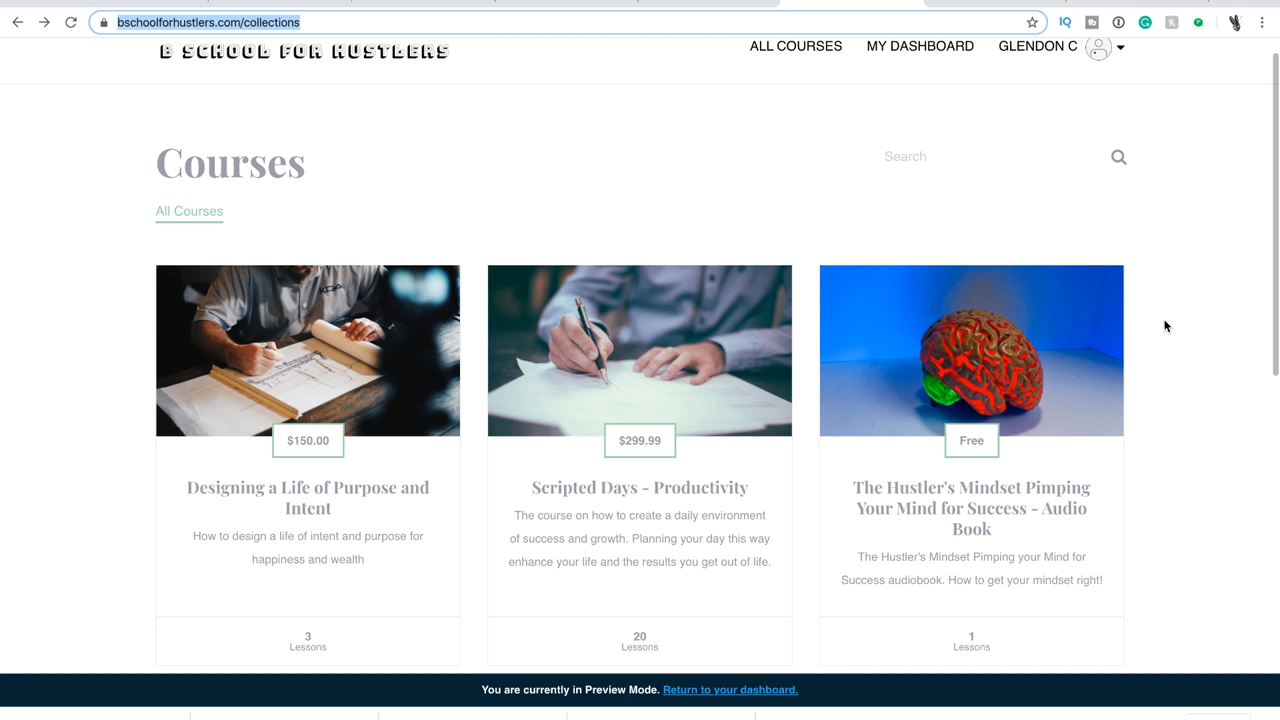 bschoolforhustlers.com/collections
IQ
B SCHOOL FOR HUSTLERS
ALL COURSES MY DASHBOARD GLENDON C
Courses
Search
All Courses
$150.00
Designing a Life of Purpose and
Intent
How to design a life of intent and purpose for
happiness and wealth
3
Lessons
$299.99
Scripted Days - Productivity
The course on how to create a daily environment
of success and growth. Planning your day this way
enhance your life and the results you get out of life.
20
Lessons
Free
The Hustler's Mindset Pimping
Your Mind for Success - Audio
Book
The Hustler's Mindset Pimping your Mind for
Success audiobook. How to get your mindset right!
1
Lessons
You are currently in Preview Mode. Return to your dashboard.